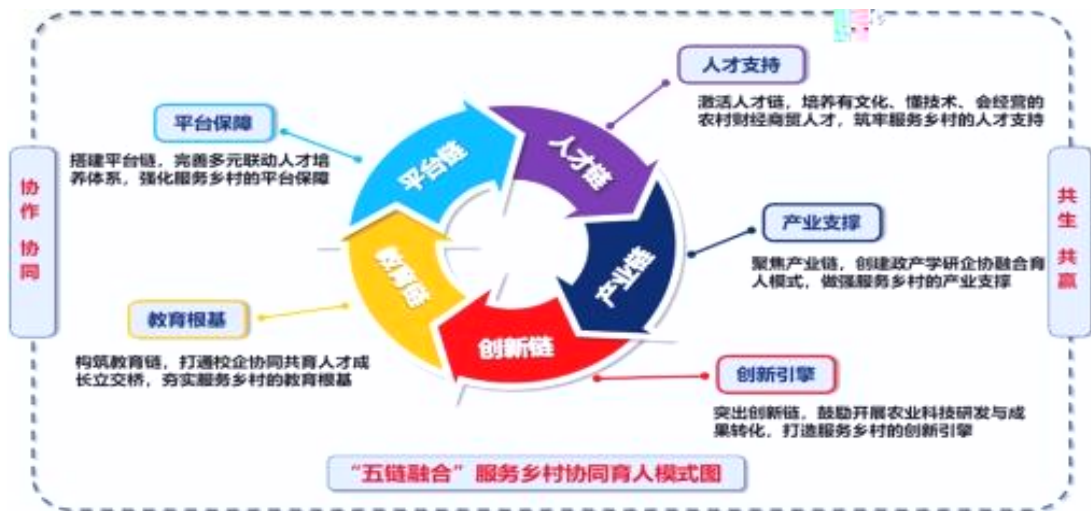 人才支持
激活人才链，培养有文化、懂技术、会经营的
农村财经商贸人才，筑牢服务乡村的人才支持
平台保障
搭建平台链，完善多元联动人才培
养体系，强化服务乡村的平台保障
平台链
人才链
协作 协同
共生 共赢
产业支撑
聚焦产业链，创建政产学研企协融合育
人模式，做强服务乡村的产业支撑
教育链
产业链
教育根基
构筑教育链，打通校企协同共育人才成
长立交桥，夯实服务乡村的教育根基
创新链
创新引擎
突出创新链，鼓励开展农业科技研发与成
果转化，打造服务乡村的创新引擎
“五链融合”服务乡村协同育人模式图